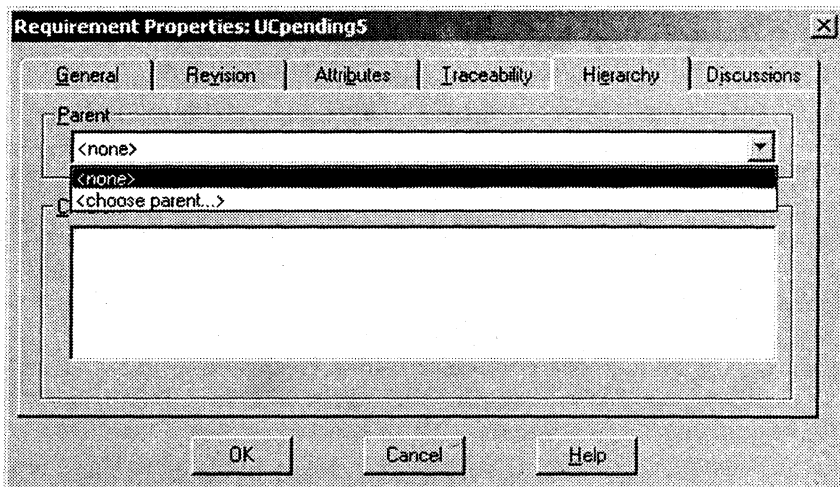 Requirement Properties: UCpending5
General Revision Attributes Traceability Hierarchy Discussions
Parent
<none>
<none>
<choose parent...>
OK Cancel Help